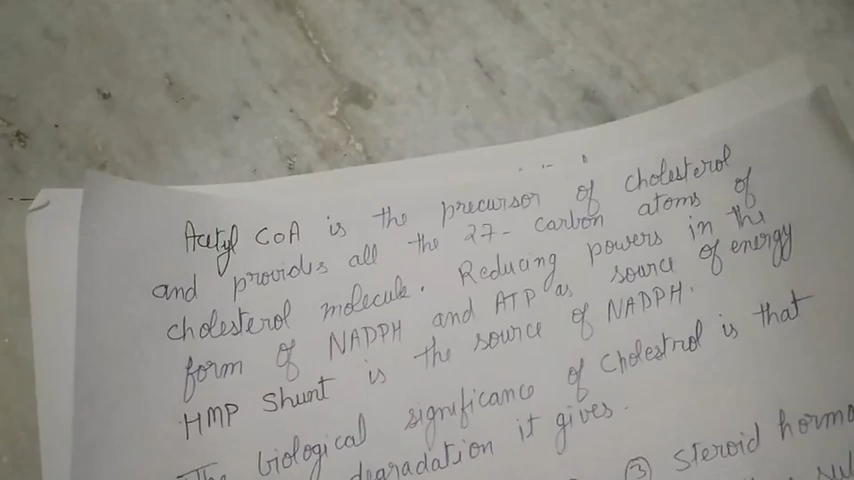 Acetyl CoA is the precursor of cholesterol
and provides all the 27- carbon atoms of
cholesterol molecule. Reducing powers in the
form of NADPH and ATP as source of energy
HMP Shunt is the source of NADPH.
The biological significance of Cholestrol is that
degradation it gives.
③ Steroid hormo